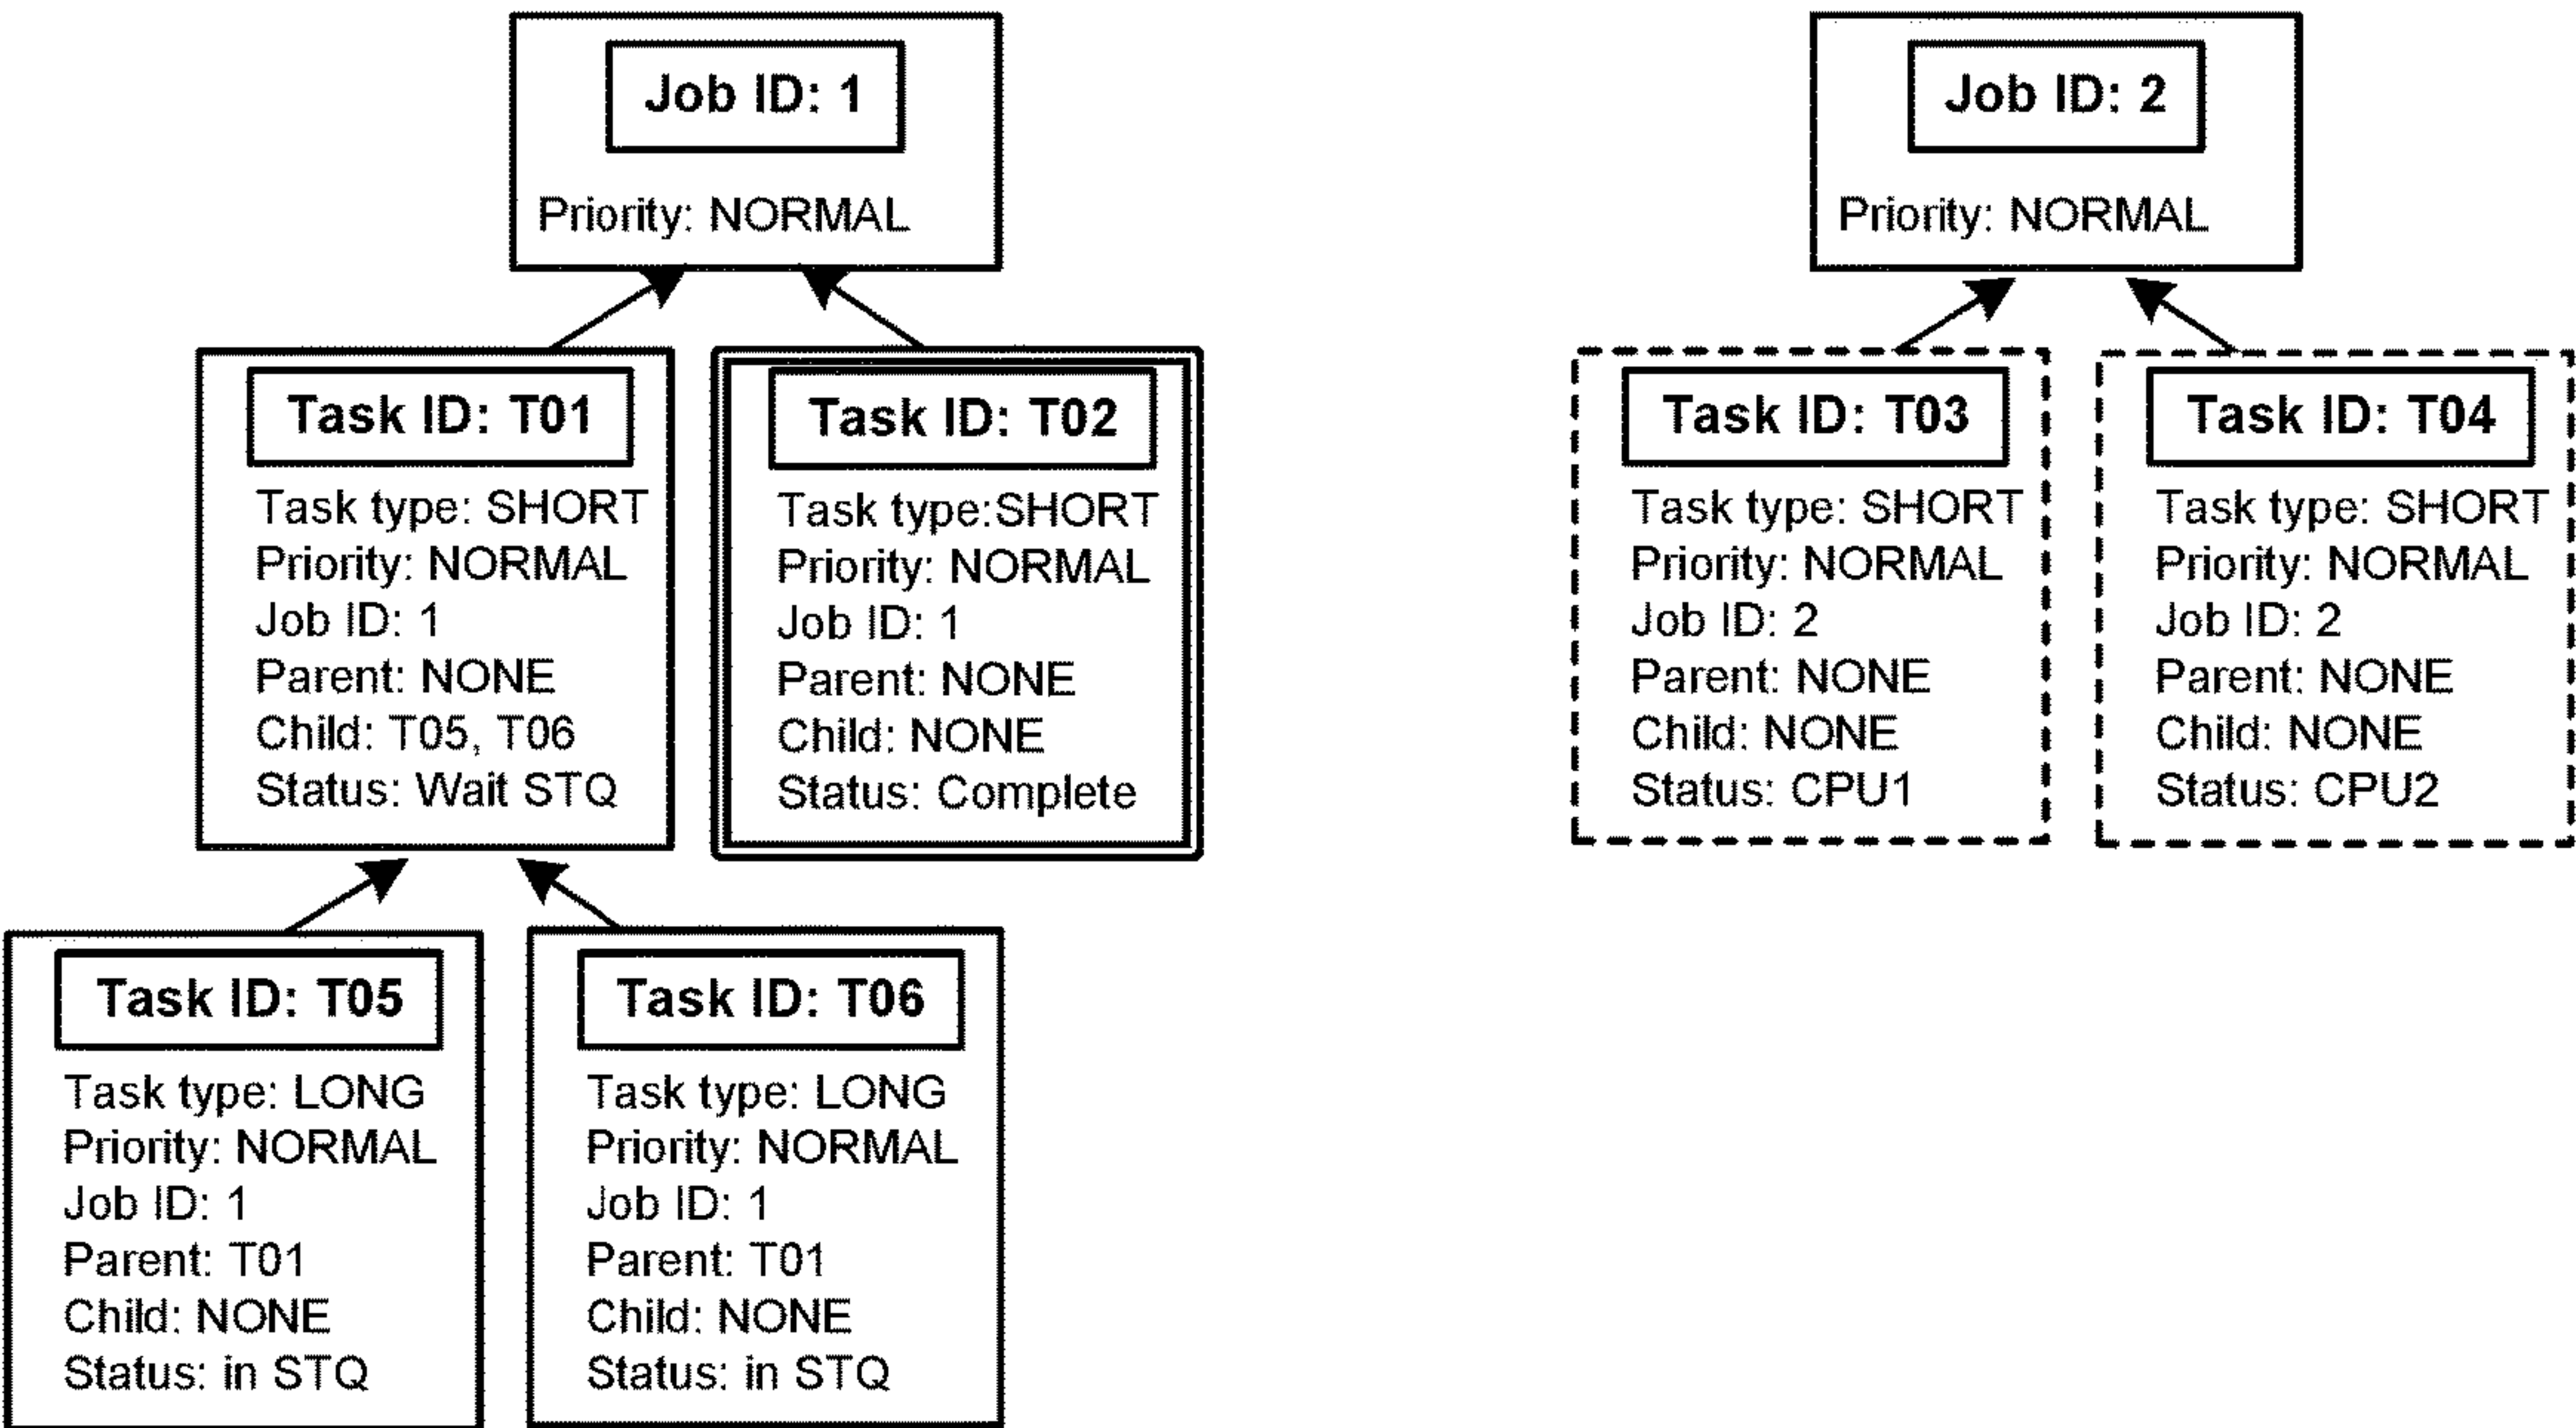 Job ID: 1
Priority: NORMAL
Job ID: 2
Priority: NORMAL
Task ID: T01
Task type: SHORT
Priority: NORMAL
Job ID: 1
Parent: NONE
Child: T05, T06
Status: Wait STQ
Task ID: T02
Task type:SHORT
Priority: NORMAL
Job ID: 1
Parent: NONE
Child: NONE
Status: Complete
Task ID: T03
Task type: SHORT
Priority: NORMAL
Job ID: 2
Parent: NONE
Child: NONE
Status: CPU1
Task ID: T04
Task type: SHORT
Priority: NORMAL
Job ID: 2
Parent: NONE
Child: NONE
Status: CPU2
Task ID: T05
Task type: LONG
Priority: NORMAL
Job ID: 1
Parent: T01
Child: NONE
Status: in STQ
Task ID: T06
Task type: LONG
Priority: NORMAL
Job ID: 1
Parent: T01
Child: NONE
Status: in STQ